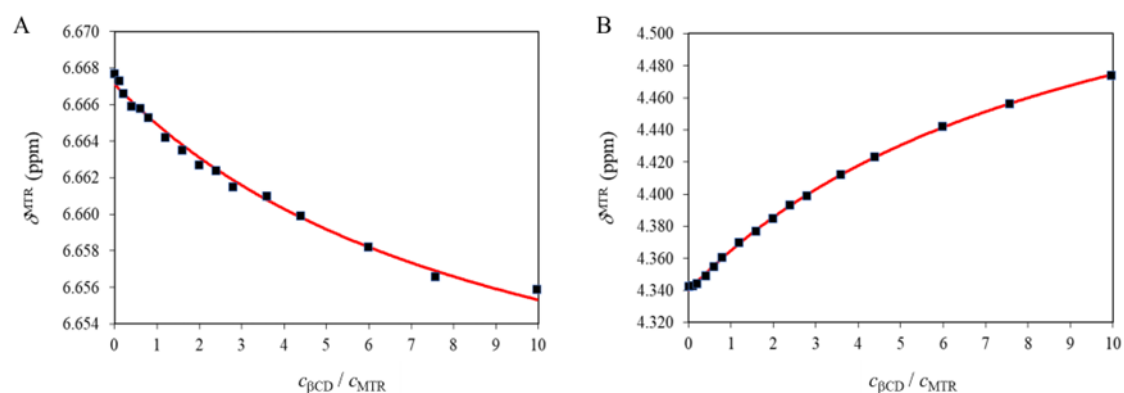 A
6.670
6.668
6.666
6.664
6.662
6.660
6.658
6.656
6.654
δMTR (ppm)
0 1 2 3 4 5 6 7 8 9 10
cβCD / cMTR
B
4.500
4.480
4.460
4.440
4.420
4.400
4.380
4.360
4.340
4.320
δMTR (ppm)
0 1 2 3 4 5 6 7 8 9 10
cβCD / cMTR